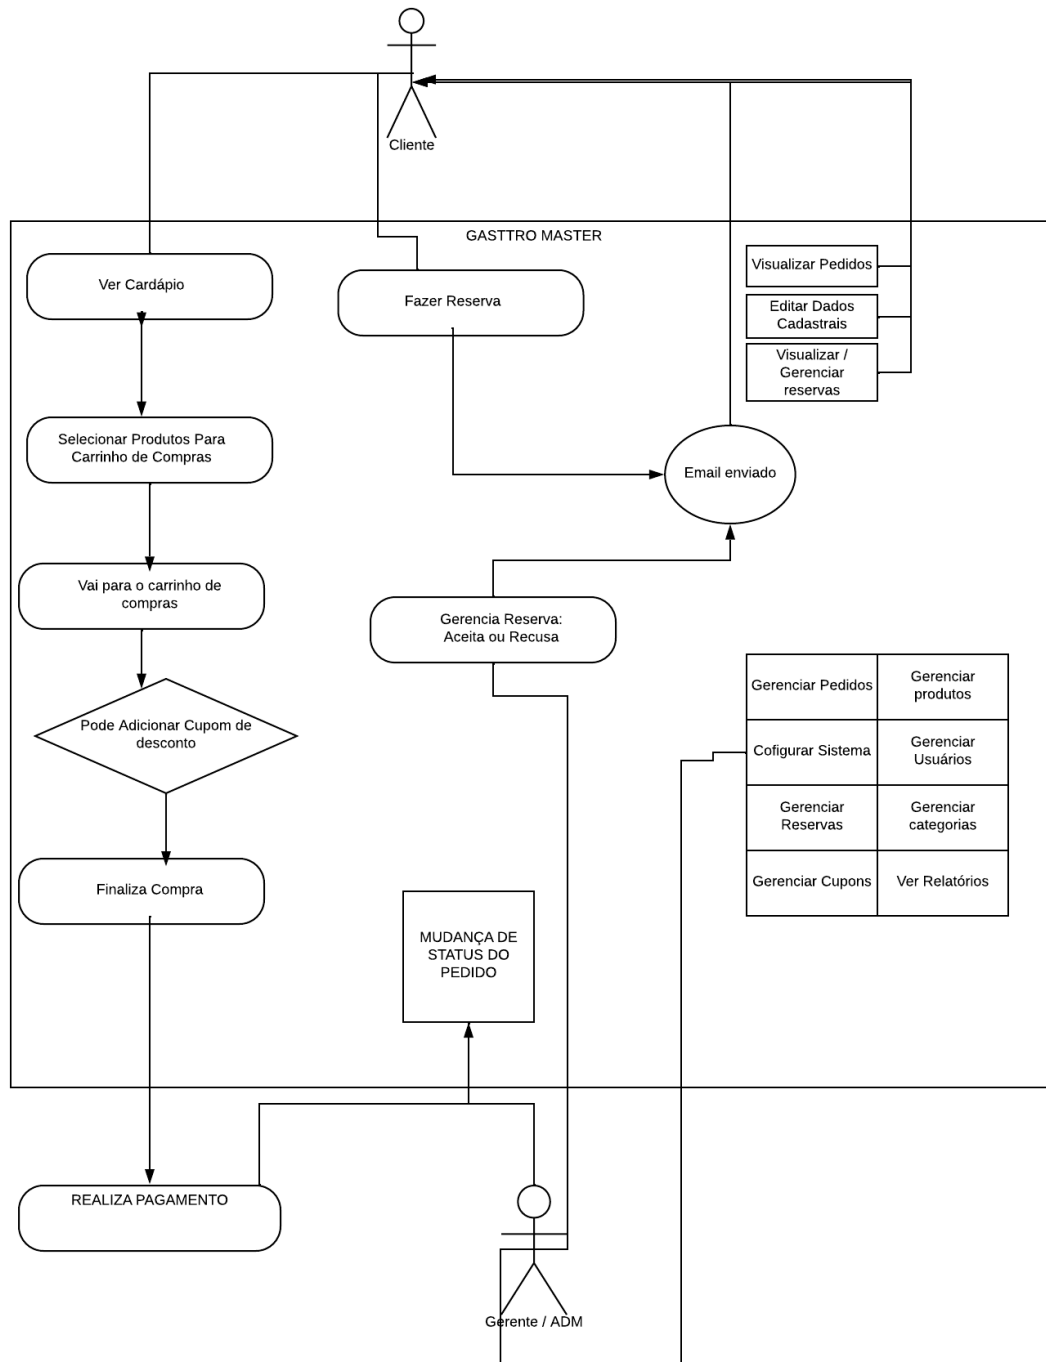 Cliente
GASTTRO MASTER
Ver Cardápio
Fazer Reserva
Visualizar Pedidos
Editar Dados
Cadastrais
Visualizar /
Gerenciar
reservas
Selecionar Produtos Para
Carrinho de Compras
Email enviado
Vai para o carrinho de
compras
Gerencia Reserva:
Aceita ou Recusa
Pode Adicionar Cupom de
desconto
Gerenciar Pedidos
Gerenciar
produtos
Cofigurar Sistema
Gerenciar
Usuários
Gerenciar
Reservas
Gerenciar
categorias
Gerenciar Cupons
Ver Relatórios
Finaliza Compra
MUDANÇA DE
STATUS DO
PEDIDO
REALIZA PAGAMENTO
Gerente / ADM